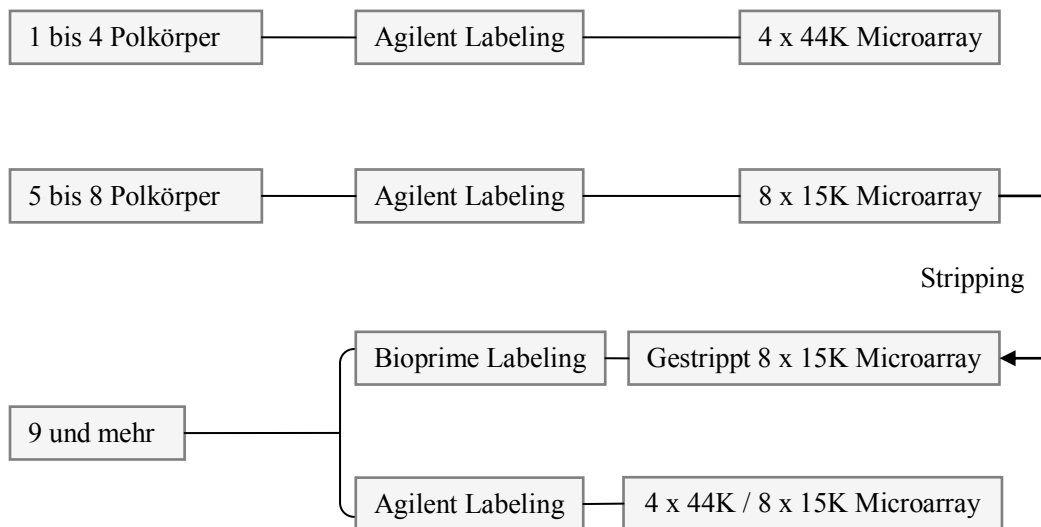 1 bis 4 Polkörper
Agilent Labeling
4 x 44K Microarray
5 bis 8 Polkörper
Agilent Labeling
8 x 15K Microarray
Stripping
Bioprime Labeling
Gestrippt 8 x 15K Microarray
9 und mehr
Agilent Labeling
4 x 44K / 8 x 15K Microarray